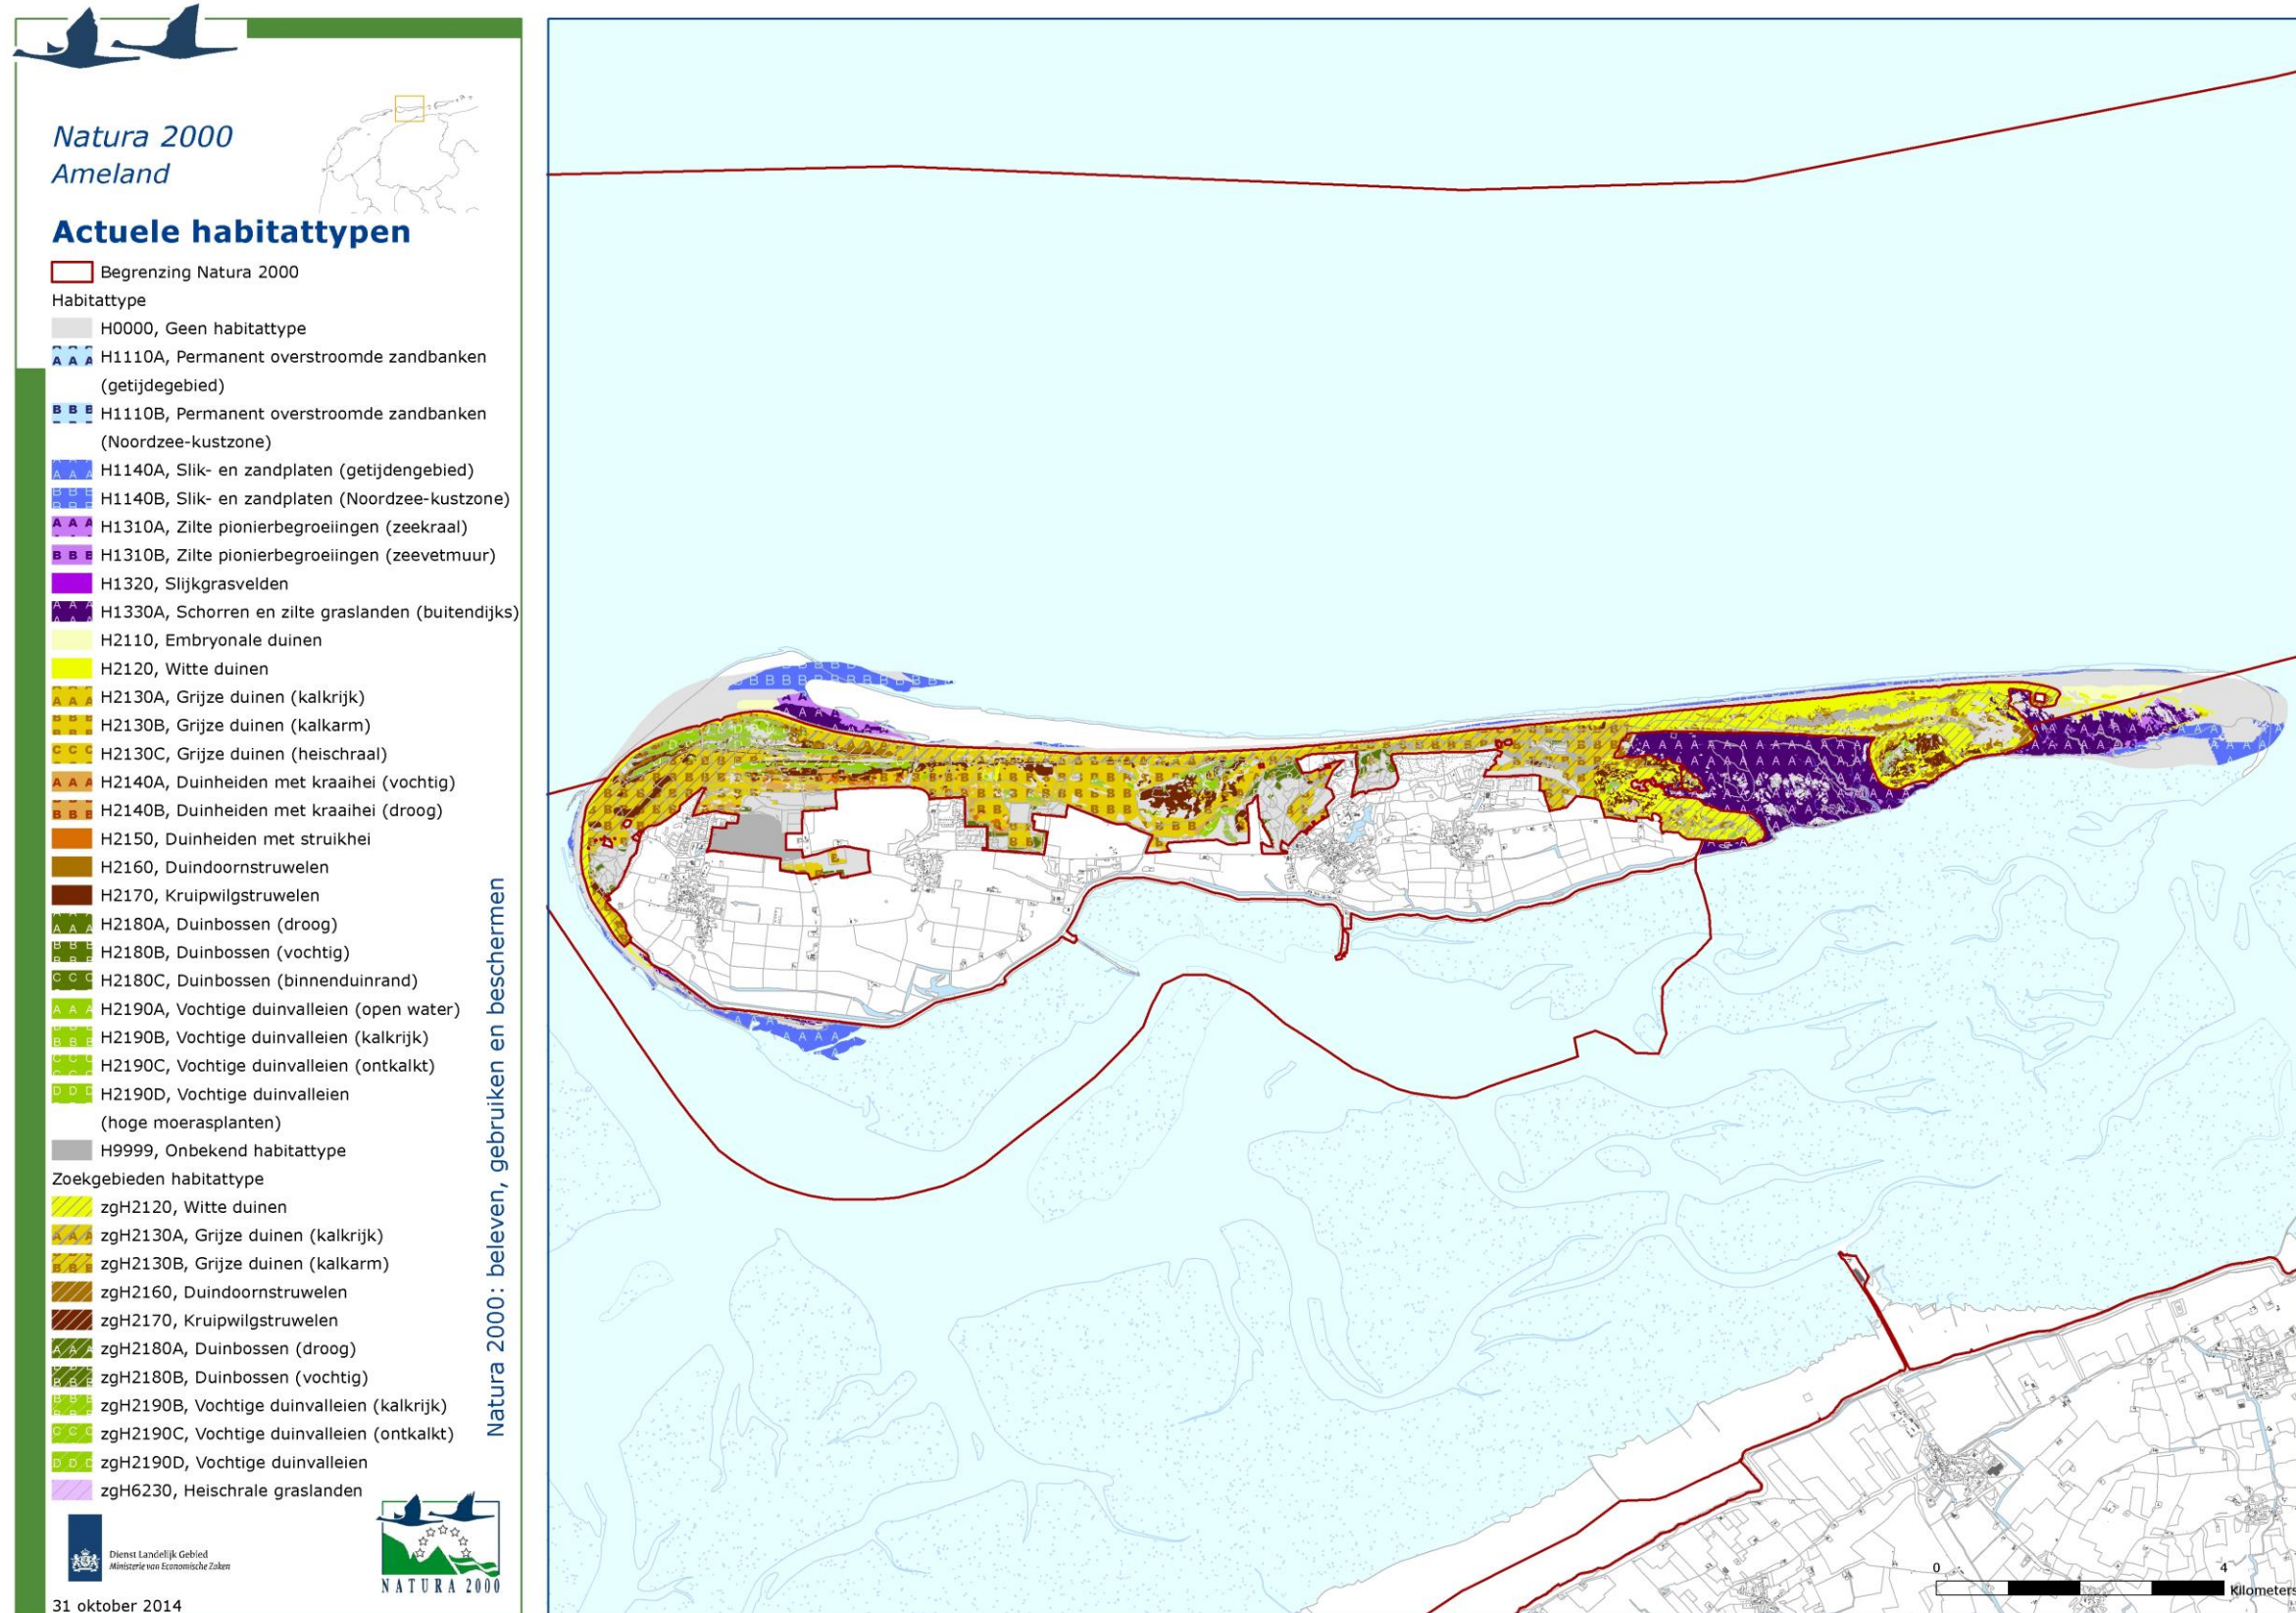 Natura 2000
Ameland
Actuele habitattypen
Begrenzing Natura 2000
Habitattype
H0000, Geen habitattype
A A A H1110A, Permanent overstroomde zandbanken
(getijdegebied)
B B B H1110B, Permanent overstroomde zandbanken
(Noordzee-kustzone)
A A A H1140A, Slik- en zandplaten (getijdengebied)
B B B H1140B, Slik- en zandplaten (Noordzee-kustzone)
A A A H1310A, Zilte pionierbegroeiingen (zeekraal)
B B B H1310B, Zilte pionierbegroeiingen (zeevetmuur)
H1320, Slijkgrasvelden
A A A H1330A, Schorren en zilte graslanden (buitendijks)
H2110, Embryonale duinen
H2120, Witte duinen
A A A H2130A, Grijze duinen (kalkrijk)
B B B H2130B, Grijze duinen (kalkarm)
C C C H2130C, Grijze duinen (heischraal)
A A A H2140A, Duinheiden met kraaihei (vochtig)
B B B H2140B, Duinheiden met kraaihei (droog)
H2150, Duinheiden met struikhei
H2160, Duindoornstruwelen
H2170, Kruipwilgstruwelen
A A A H2180A, Duinbossen (droog)
B B B H2180B, Duinbossen (vochtig)
C C C H2180C, Duinbossen (binnenduinrand)
A A A H2190A, Vochtige duinvalleien (open water)
B B B H2190B, Vochtige duinvalleien (kalkrijk)
C C C H2190C, Vochtige duinvalleien (ontkalkt)
D D D H2190D, Vochtige duinvalleien
(hoge moerasplanten)
H9999, Onbekend habitattype
Zoekgebieden habitattype
zgH2120, Witte duinen
A A A zgH2130A, Grijze duinen (kalkrijk)
B B B zgH2130B, Grijze duinen (kalkarm)
zgH2160, Duindoornstruwelen
zgH2170, Kruipwilgstruwelen
A A A zgH2180A, Duinbossen (droog)
B B B zgH2180B, Duinbossen (vochtig)
B B B zgH2190B, Vochtige duinvalleien (kalkrijk)
C C C zgH2190C, Vochtige duinvalleien (ontkalkt)
D D D zgH2190D, Vochtige duinvalleien
zgH6230, Heischrale graslanden
Natura 2000: beleven, gebruiken en beschermen
Dienst Landelijk Gebied
Ministerie van Economische Zaken
NATURA 2000
31 oktober 2014
0 4
Kilometers